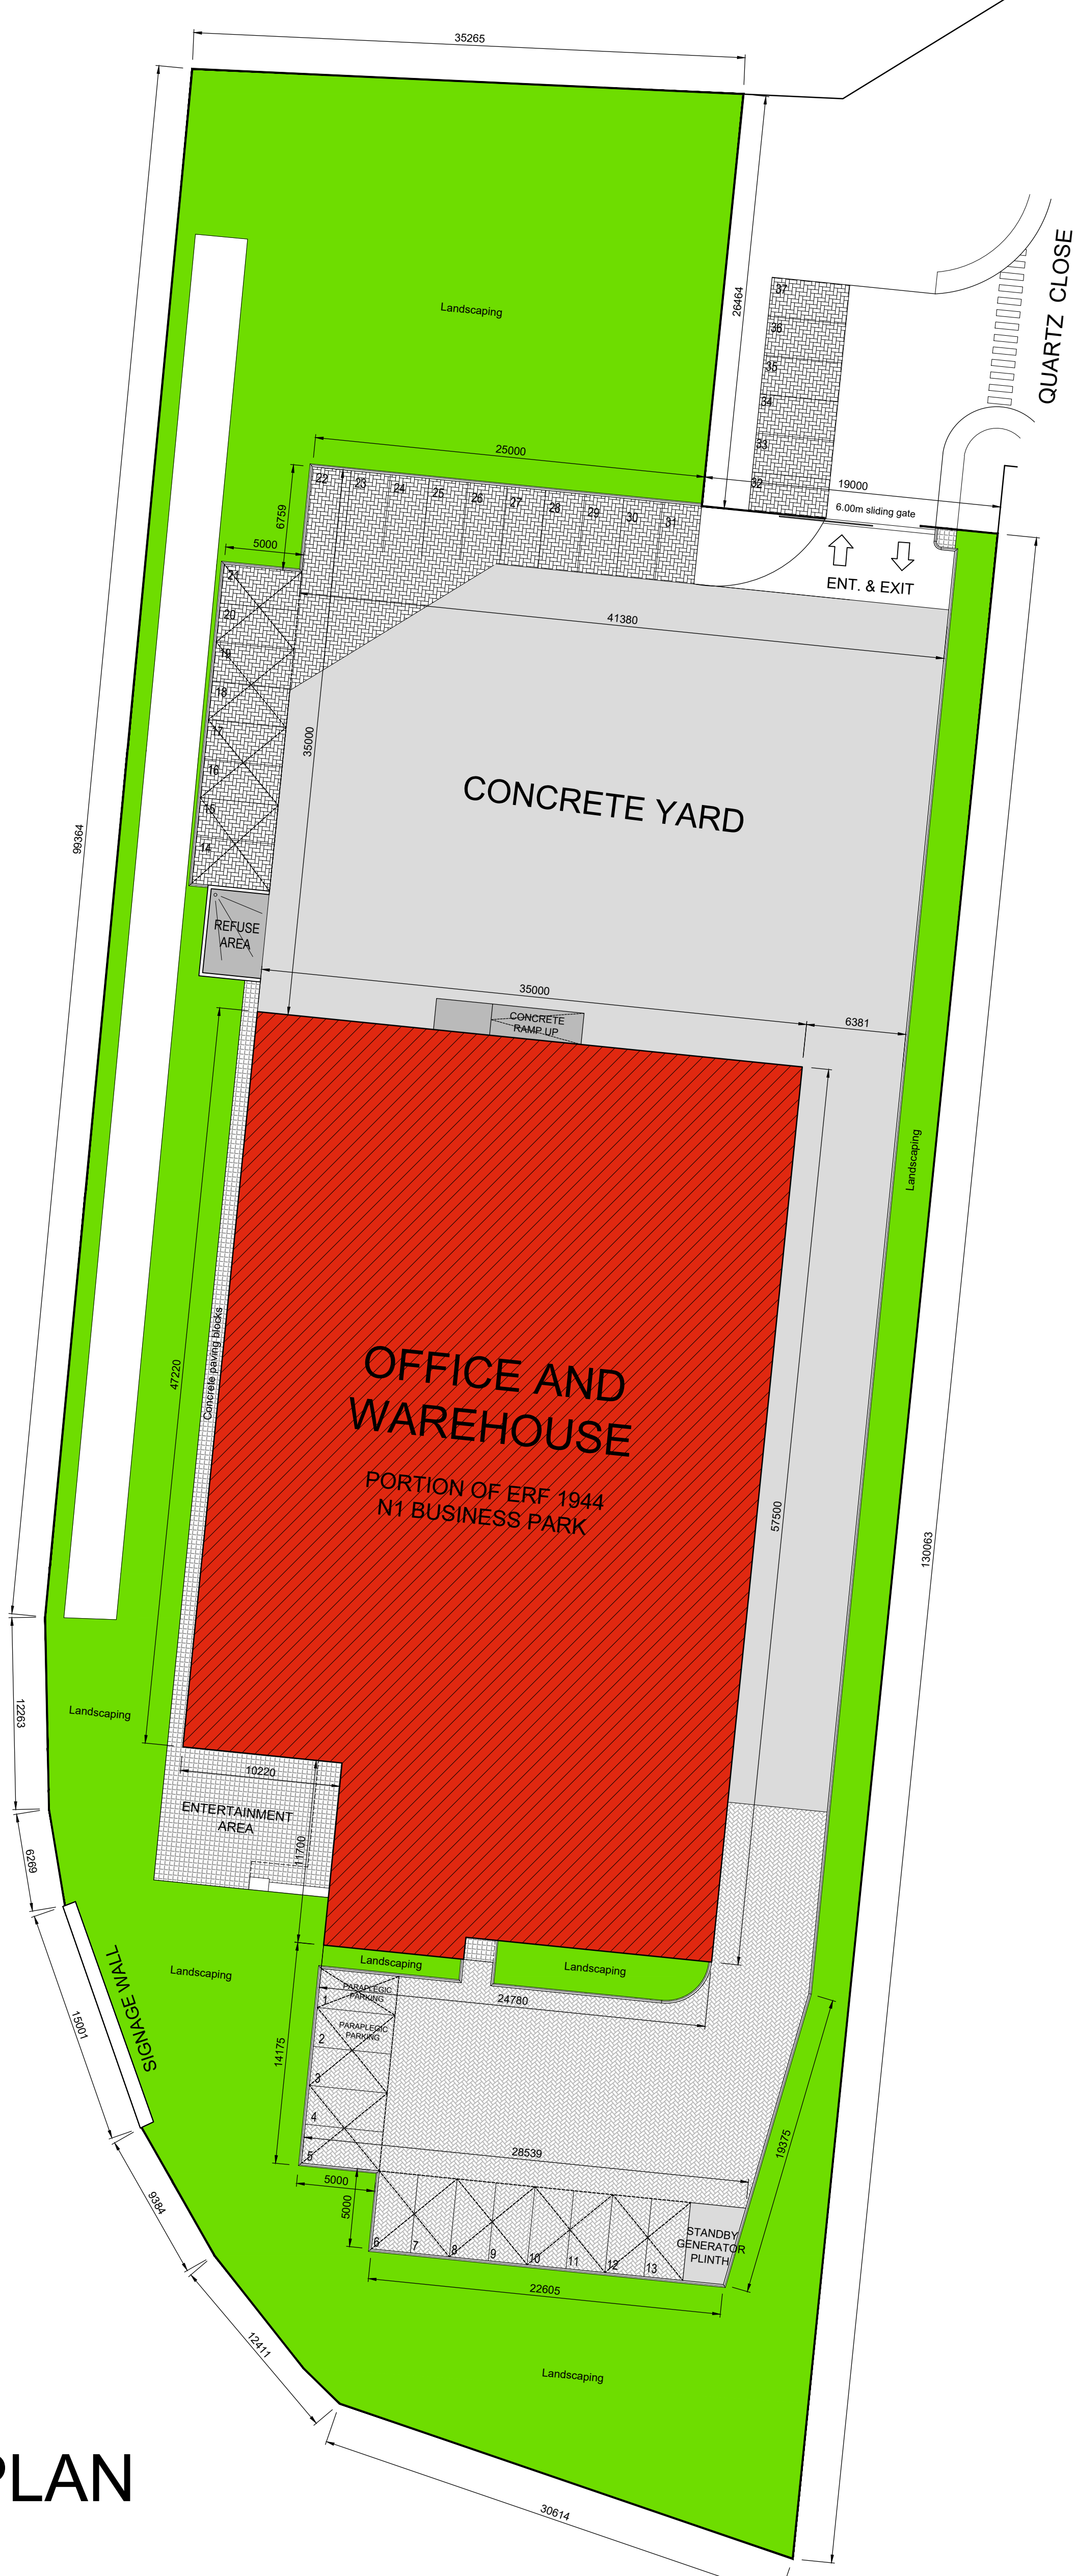 35265
QUARTZ CLOSE
26464
Landscaping
37
36
35
34
33
32
25000
19000
6.00m sliding gate
ENT. & EXIT
6759
5000
22
23
24
25
26
27
28
29
30
31
21
20
19
18
17
16
15
14
41380
35000
CONCRETE YARD
99364
REFUSE
AREA
35000
6381
CONCRETE
RAMP UP
Landscaping
47220
Concrete paving blocks
OFFICE AND
WAREHOUSE
PORTION OF ERF 1944
N1 BUSINESS PARK
57500
130063
12263
Landscaping
10220
ENTERTAINMENT
AREA
11700
6269
SIGNAGE WALL
15001
Landscaping
Landscaping
Landscaping
PARAPLEGIC
PARKING
1
PARAPLEGIC
PARKING
2
3
4
5
24780
14175
28539
19375
5000
5000
6
7
8
9
10
11
12
13
STANDBY
GENERATOR
PLINTH
22605
9384
12411
Landscaping
30614
PLAN